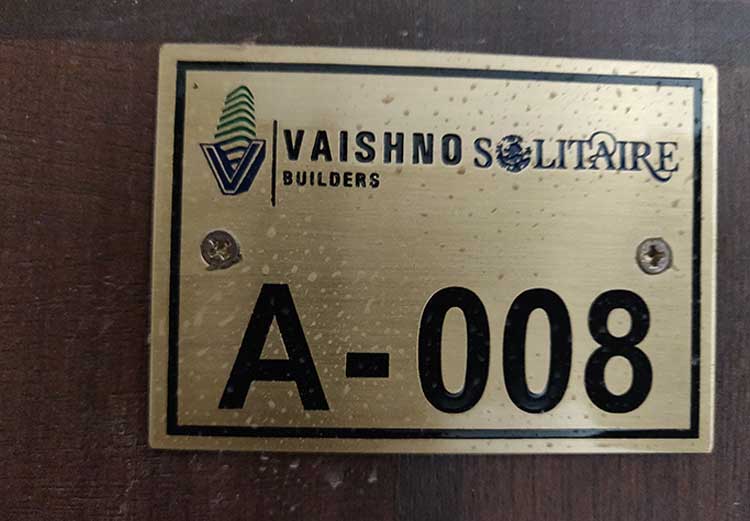 VAISHNO SOLITAIRE
BUILDERS
A-008